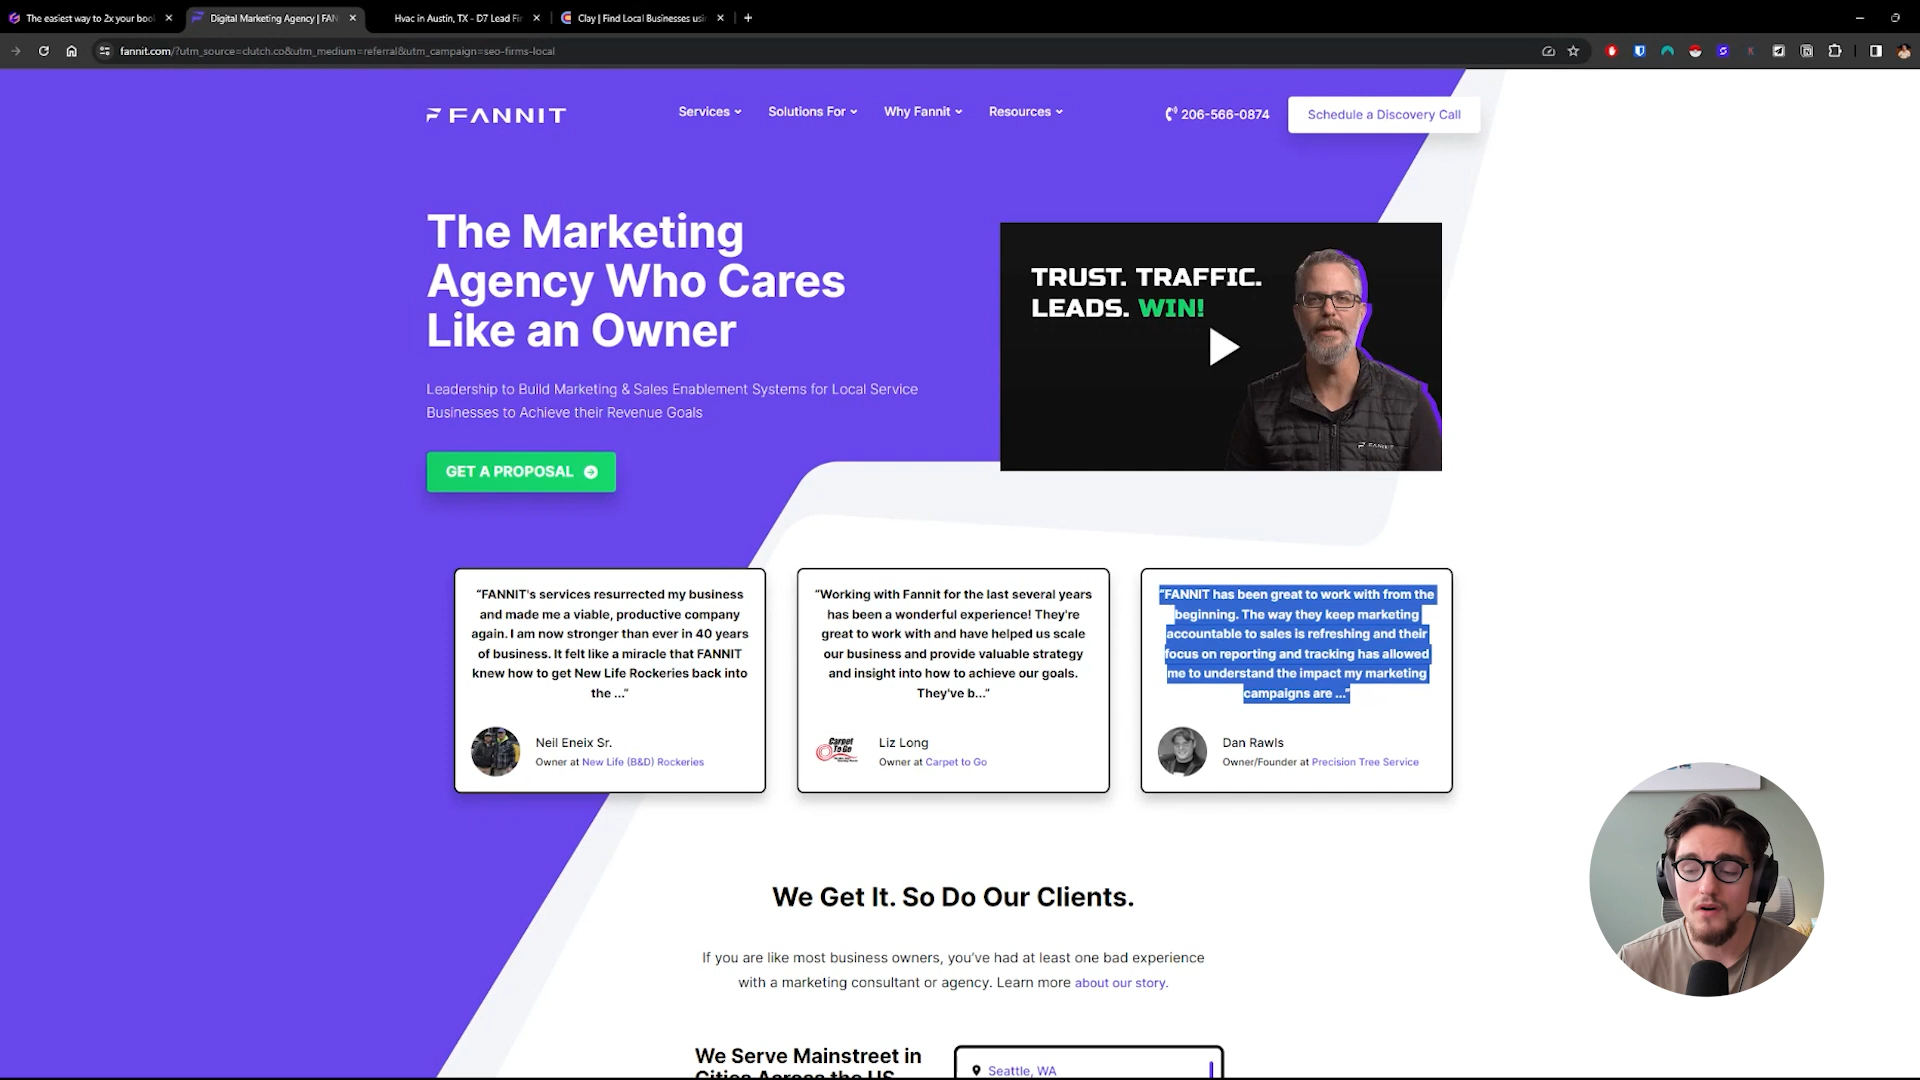 The easiest way to 2x your bool
Digital Marketing Agency | FAN
Hvac in Austin, TX - D7 Lead Fir
Clay | Find Local Businesses usi
fannit.com/?utm_source=clutch.co&utm_medium=referral&utm_campaign=seo-firms-local
FANNIT
Services
Solutions For
Why Fannit
Resources
206-566-0874
Schedule a Discovery Call
The Marketing
Agency Who Cares
Like an Owner
Leadership to Build Marketing & Sales Enablement Systems for Local Service
Businesses to Achieve their Revenue Goals
GET A PROPOSAL
TRUST. TRAFFIC.
LEADS. WIN!
FANNIT
“FANNIT's services resurrected my business
and made me a viable, productive company
again. I am now stronger than ever in 40 years
of business. It felt like a miracle that FANNIT
knew how to get New Life Rockeries back into
the ...”
Neil Eneix Sr.
Owner at New Life (B&D) Rockeries
“Working with Fannit for the last several years
has been a wonderful experience! They're
great to work with and have helped us scale
our business and provide valuable strategy
and insight into how to achieve our goals.
They've b...”
Carpet
To Go
Liz Long
Owner at Carpet to Go
“FANNIT has been great to work with from the
beginning. The way they keep marketing
accountable to sales is refreshing and their
focus on reporting and tracking has allowed
me to understand the impact my marketing
campaigns are ...”
Dan Rawls
Owner/Founder at Precision Tree Service
We Get It. So Do Our Clients.
If you are like most business owners, you’ve had at least one bad experience
with a marketing consultant or agency. Learn more about our story.
We Serve Mainstreet in
Cities Across the US
Seattle, WA